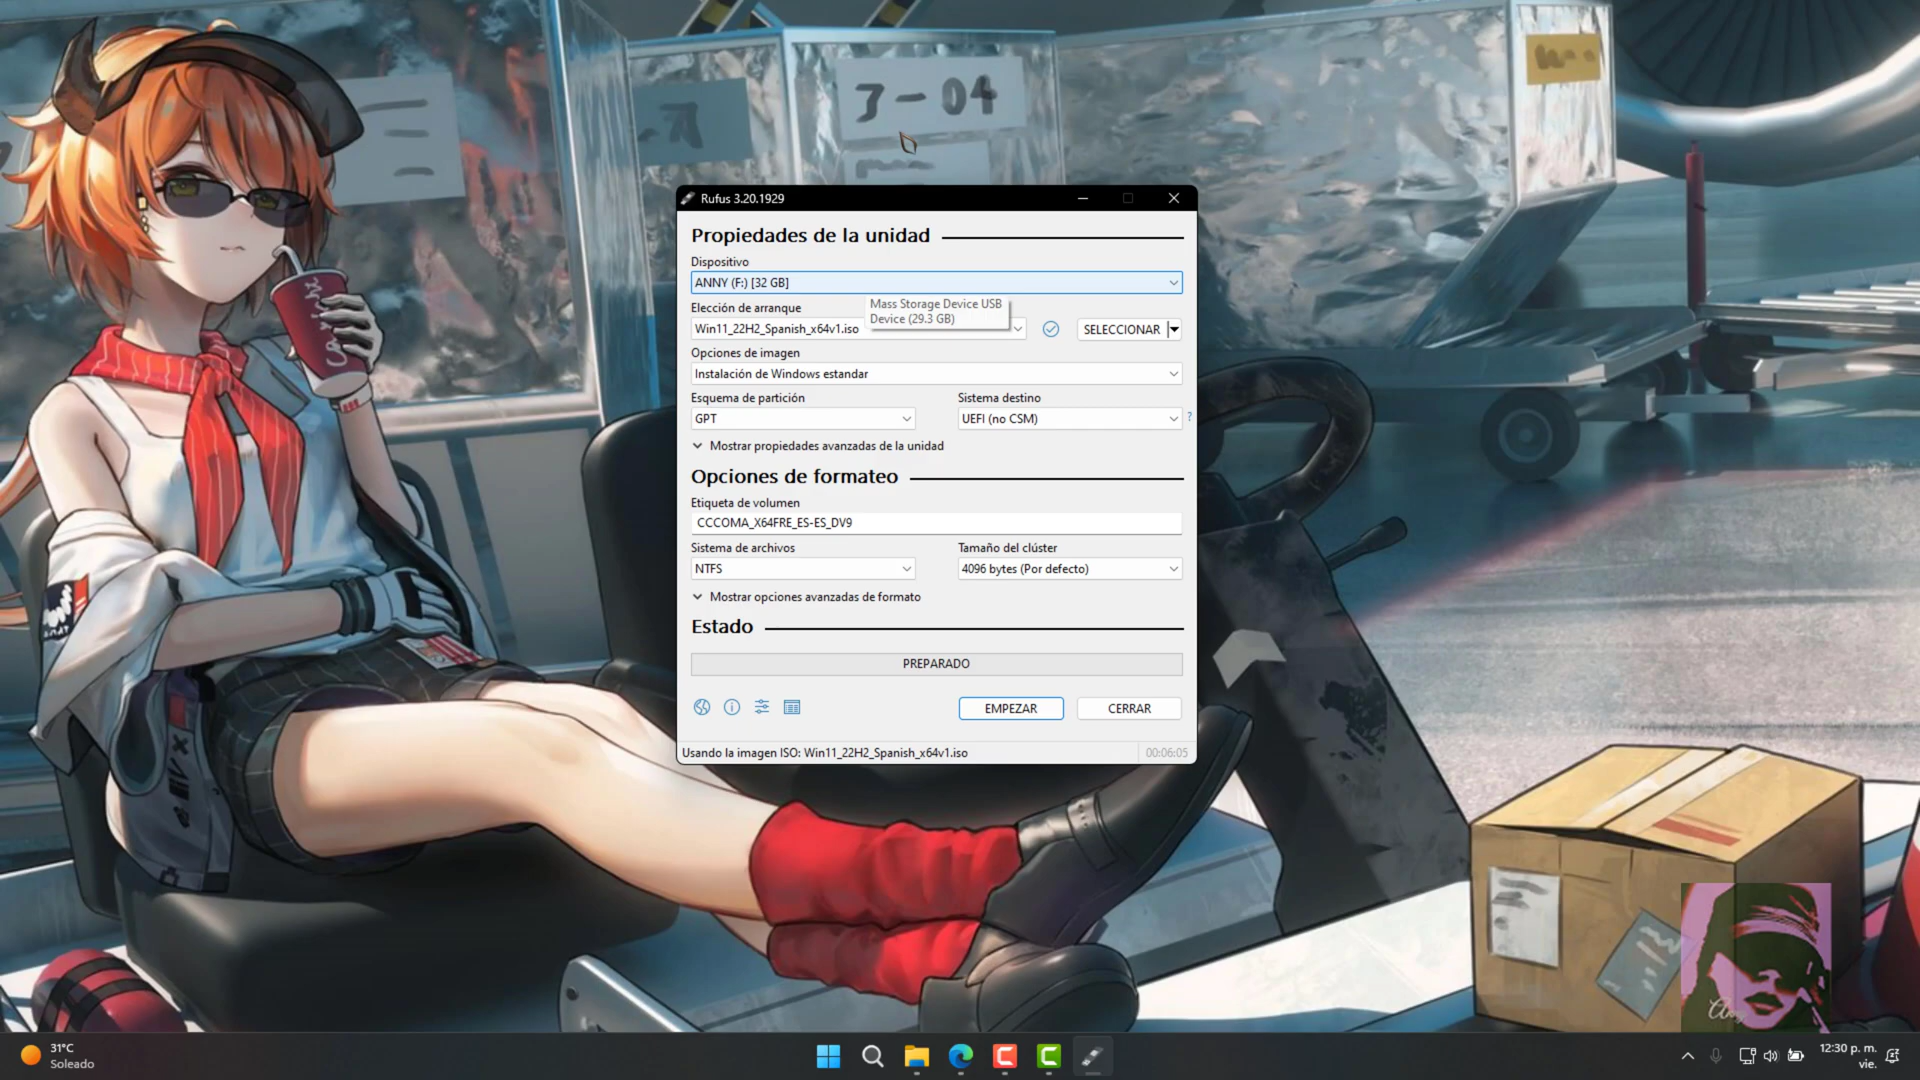 7-04
Rufus 3.20.1929
Propiedades de la unidad
Dispositivo
ANNY (F:) [32 GB]
Elección de arranque
Mass Storage Device USB
Device (29.3 GB)
Win11_22H2_Spanish_x64v1.iso
SELECCIONAR
Opciones de imagen
Instalación de Windows estandar
Esquema de partición
Sistema destino
GPT
UEFI (no CSM)
?
Mostrar propiedades avanzadas de la unidad
Opciones de formateo
Etiqueta de volumen
CCCOMA_X64FRE_ES-ES_DV9
Sistema de archivos
Tamaño del clúster
NTFS
4096 bytes (Por defecto)
Mostrar opciones avanzadas de formato
Estado
PREPARADO
EMPEZAR
CERRAR
Usando la imagen ISO: Win11_22H2_Spanish_x64v1.iso
00:06:05
31°C
Soleado
12:30 p. m.
vie.